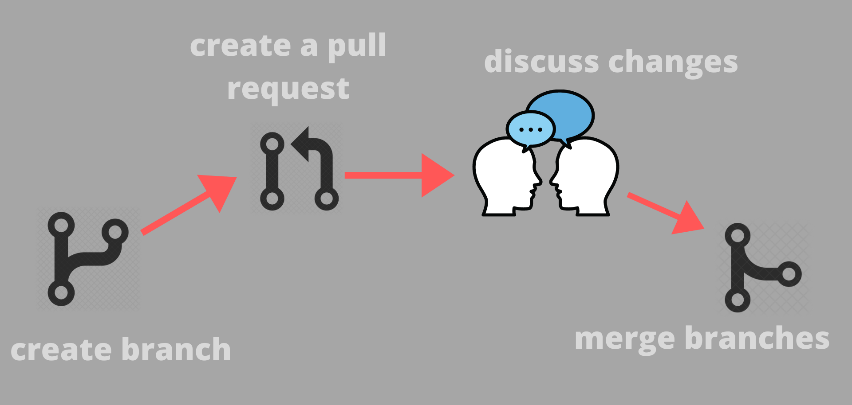 create a pull
request
discuss changes
create branch
merge branches